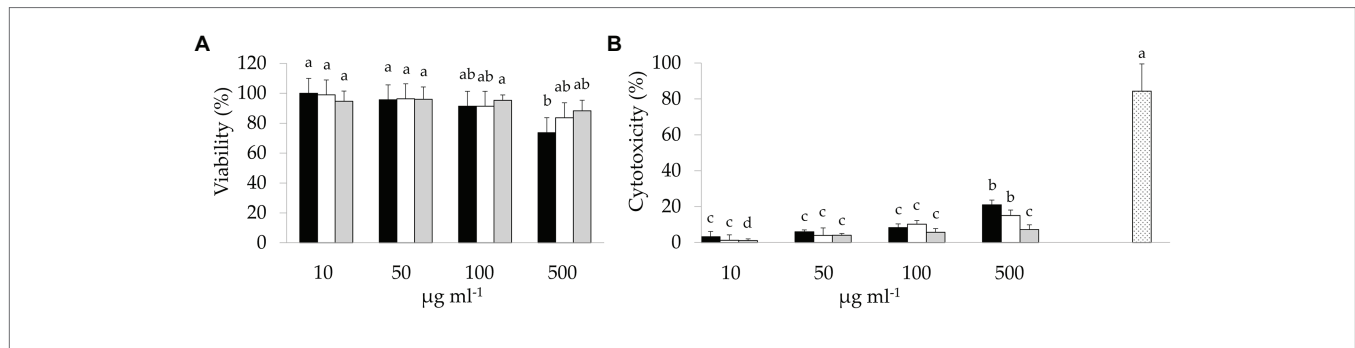 A
Viability (%)
120
100
80
60
40
20
0
a a a
a a a
ab ab a
b ab ab
10 50 100 500
µg ml-1
B
Cytotoxicity (%)
100
80
60
40
20
0
c c d
c c c
c c c
b b c
a
10 50 100 500
µg ml-1